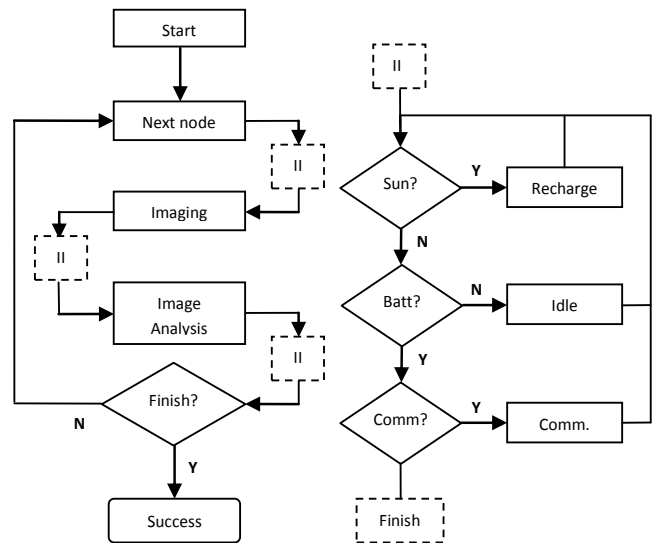 Start
Next node
II
Imaging
II
Image
Analysis
II
Finish?
N
Y
Success
II
Sun?
Y
Recharge
N
Batt?
N
Idle
Y
Comm?
Y
Comm.
Finish